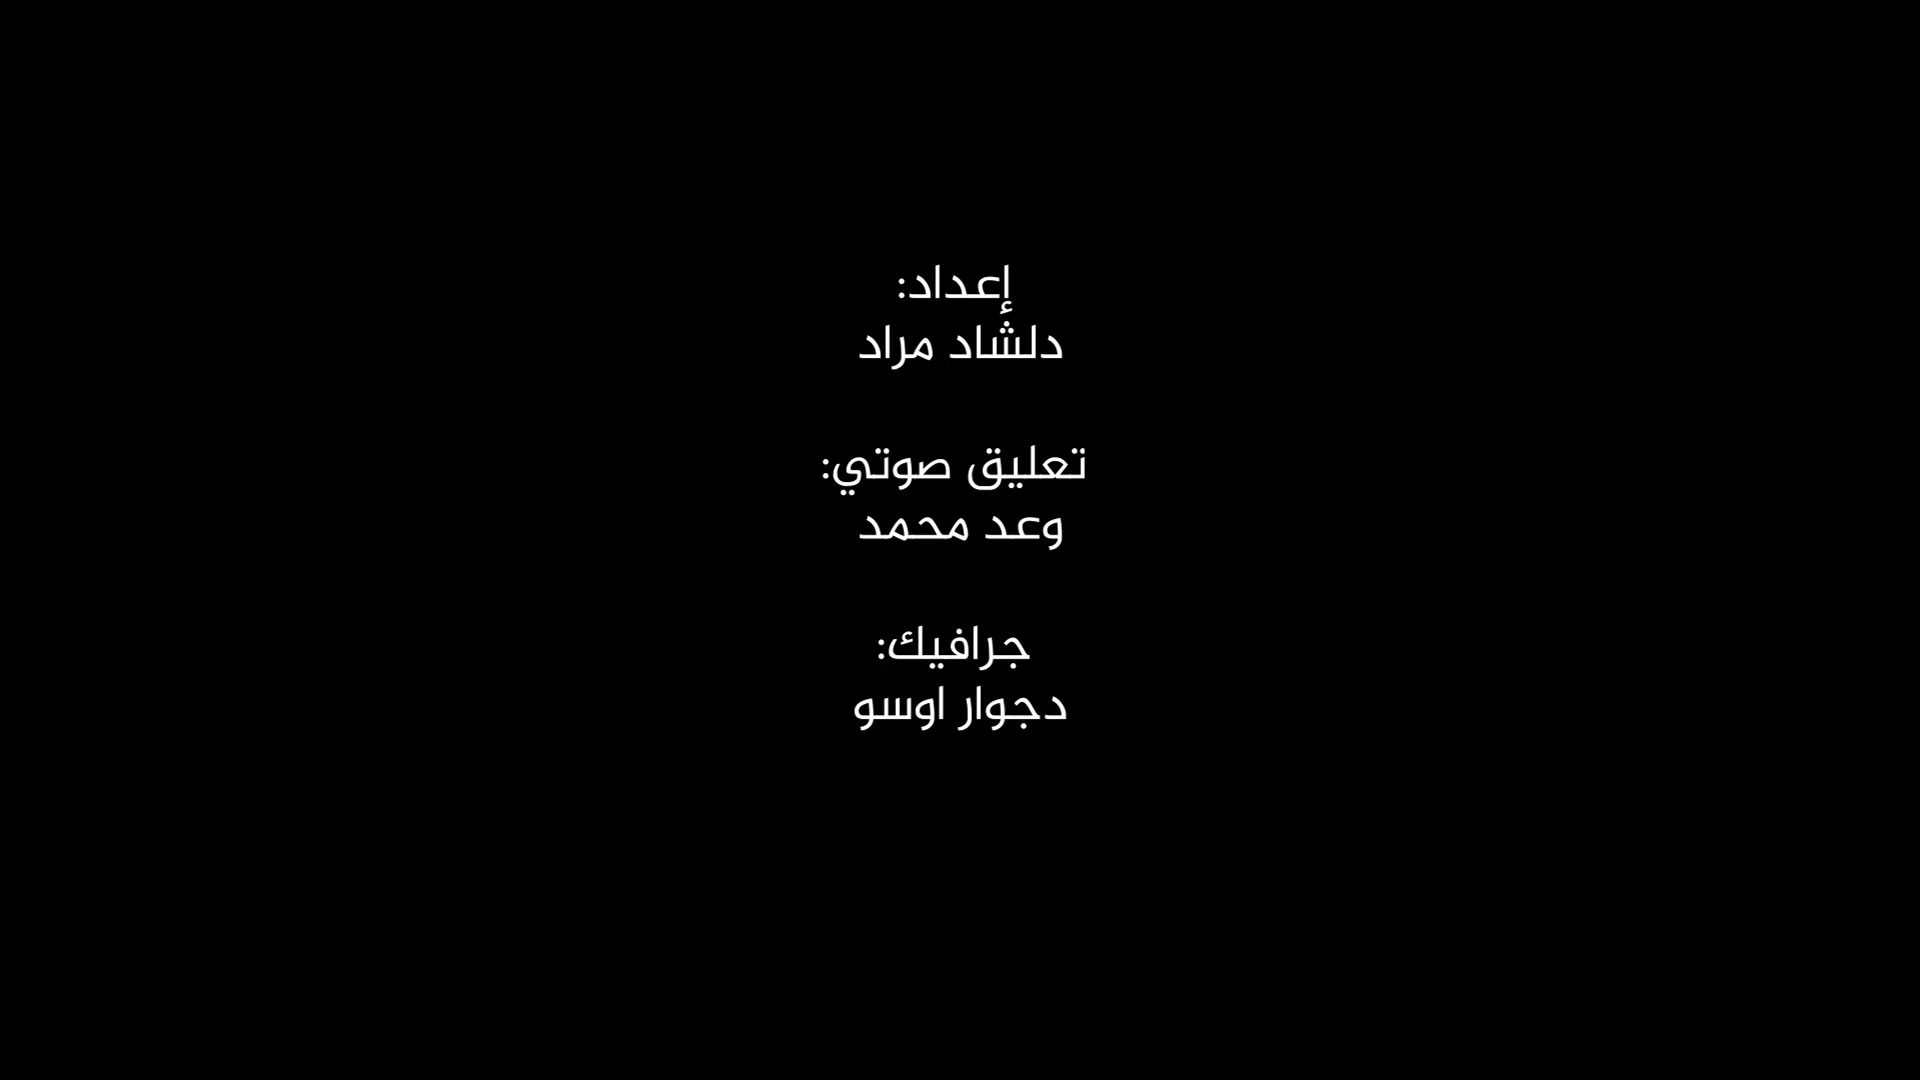 إعداد:
دلشاد مراد
تعليق صوتي:
وعد محمد
جرافيك:
دجوار اوسو